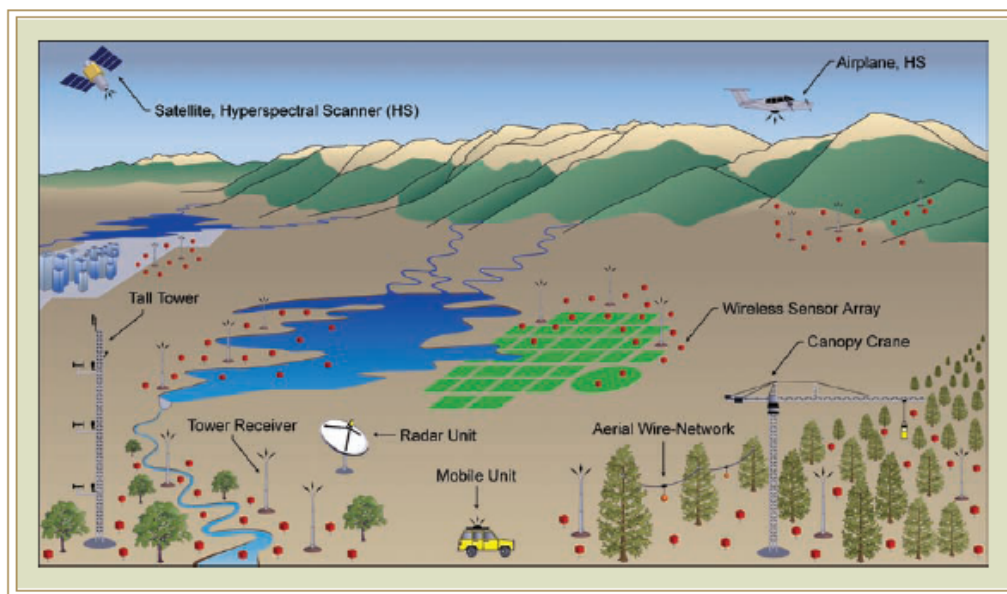 Airplane, HS
Satellite, Hyperspectral Scanner (HS)
Tall Tower
Wireless Sensor Array
Canopy Crane
Tower Receiver
Radar Unit
Aerial Wire-Network
Mobile Unit